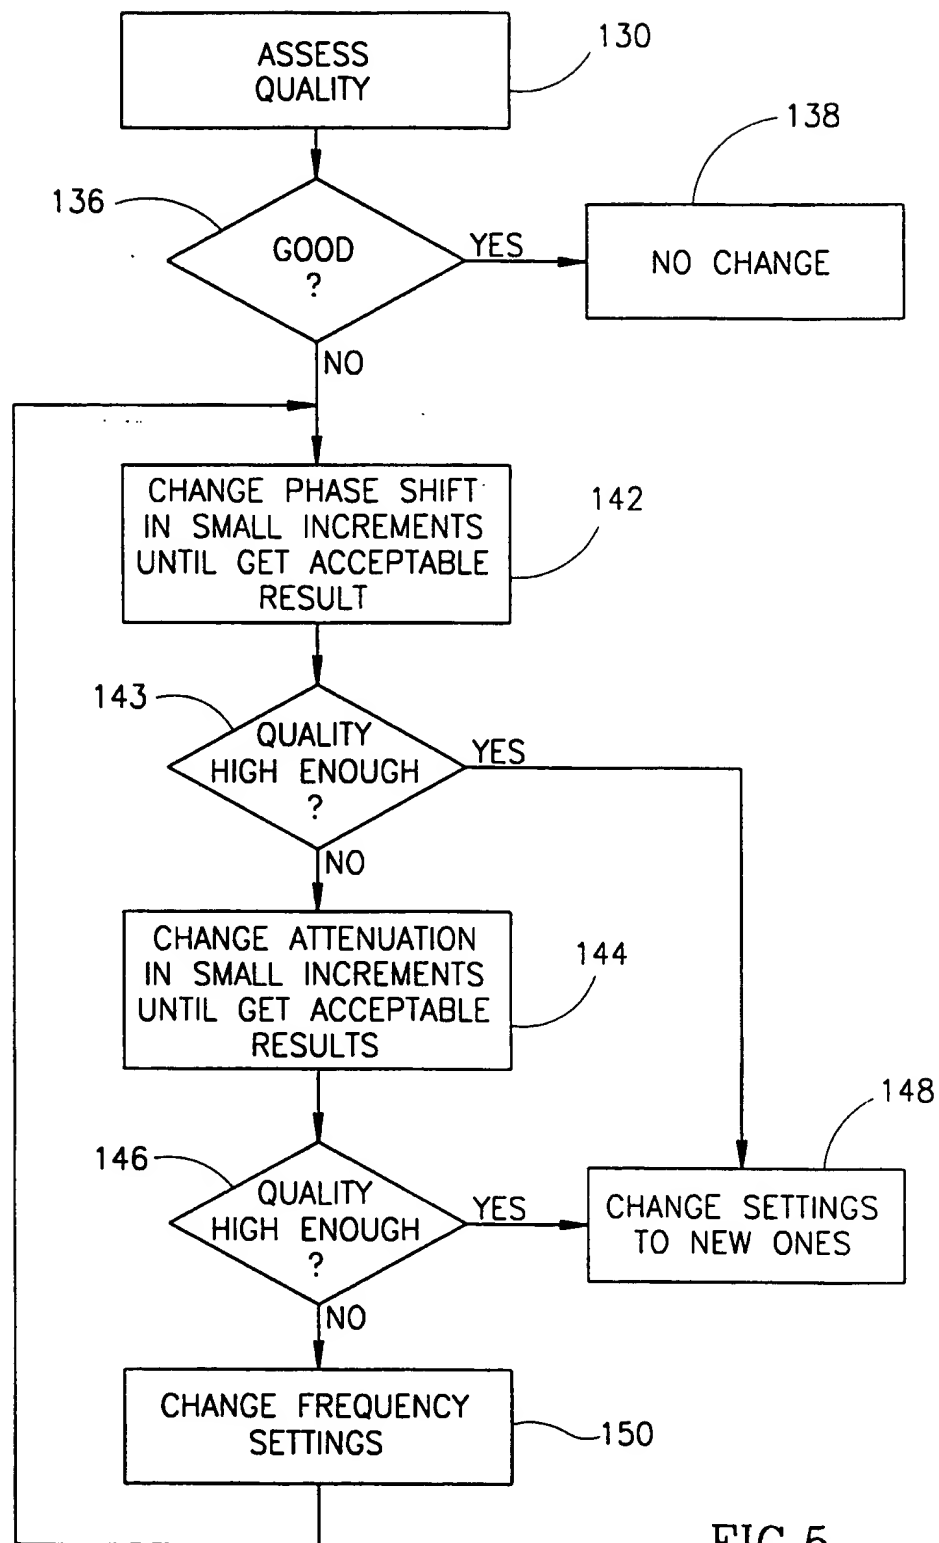 ASSESS
QUALITY
130
138
136
GOOD
?
YES
NO CHANGE
NO
CHANGE PHASE SHIFT
IN SMALL INCREMENTS
UNTIL GET ACCEPTABLE
RESULT
142
143
QUALITY
HIGH ENOUGH
?
YES
NO
CHANGE ATTENUATION
IN SMALL INCREMENTS
UNTIL GET ACCEPTABLE
RESULTS
144
148
146
QUALITY
HIGH ENOUGH
?
YES
CHANGE SETTINGS
TO NEW ONES
NO
CHANGE FREQUENCY
SETTINGS
150
FIG.5